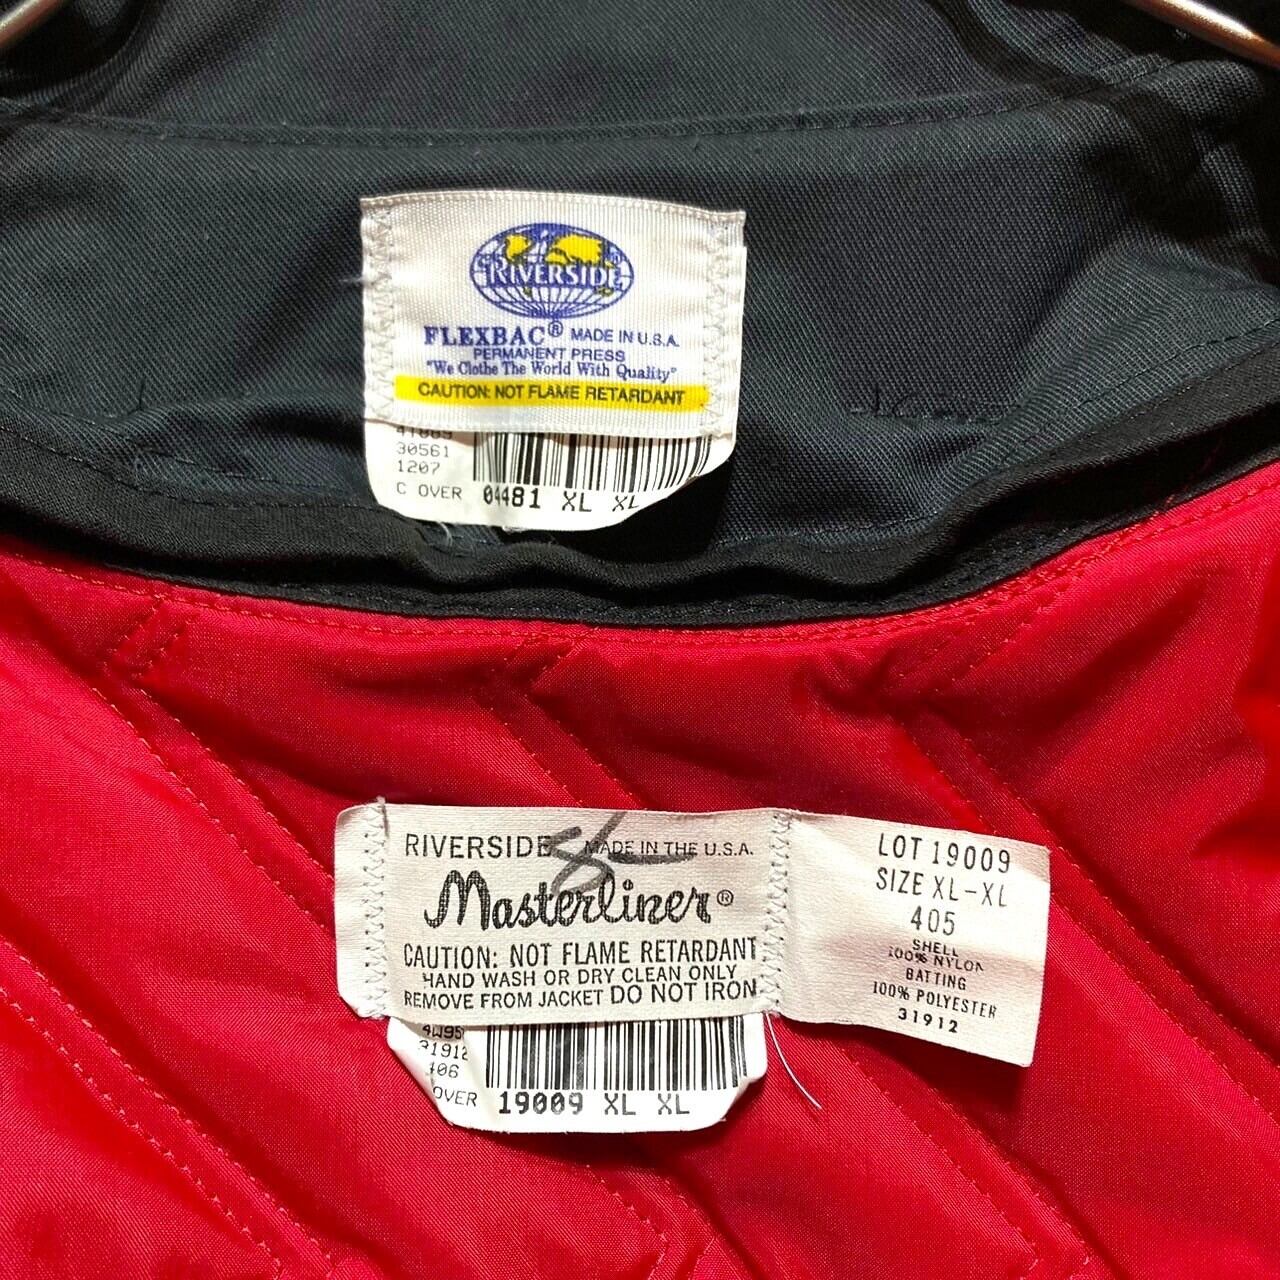 RIVERSIDE
FLEXBAC® MADE IN U.S.A.
PERMANENT PRESS
"We Clothe The World With Quality"
CAUTION: NOT FLAME RETARDANT
30561
1207
C OVER 04481 XL XL
RIVERSIDE MADE IN THE U.S.A.
Masterliner®
CAUTION: NOT FLAME RETARDANT
HAND WASH OR DRY CLEAN ONLY
REMOVE FROM JACKET DO NOT IRON
LOT 19009
SIZE XL-XL
405
SHELL
100% NYLON
BATTING
100% POLYESTER
31912
31912
OVER 19009 XL XL